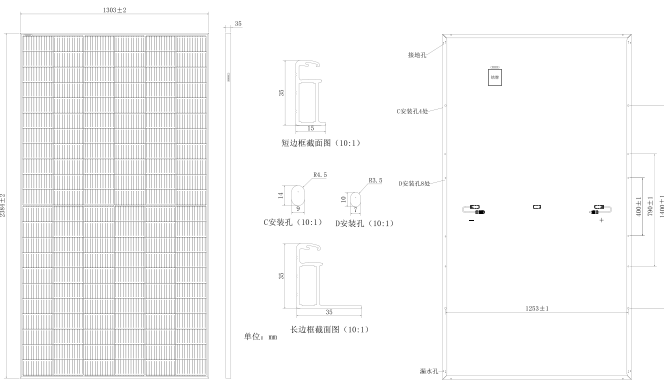 1303±2
35
2384±2
35
15
短边框截面图（10:1）
R4.5
14
9
C安装孔（10:1）
R3.5
10
7
D安装孔（10:1）
35
35
长边框截面图（10:1）
单位：mm
接地孔
C安装孔4处
D安装孔8处
400±1
790±1
1400±1
－
＋
1253±1
漏水孔